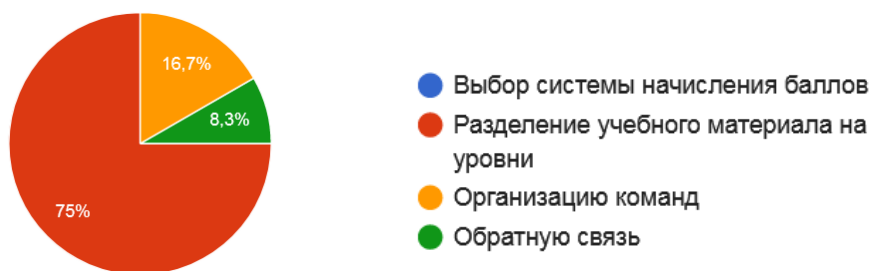 16,7%
8,3%
75%
Выбор системы начисления баллов
Разделение учебного материала на
уровни
Организацию команд
Обратную связь